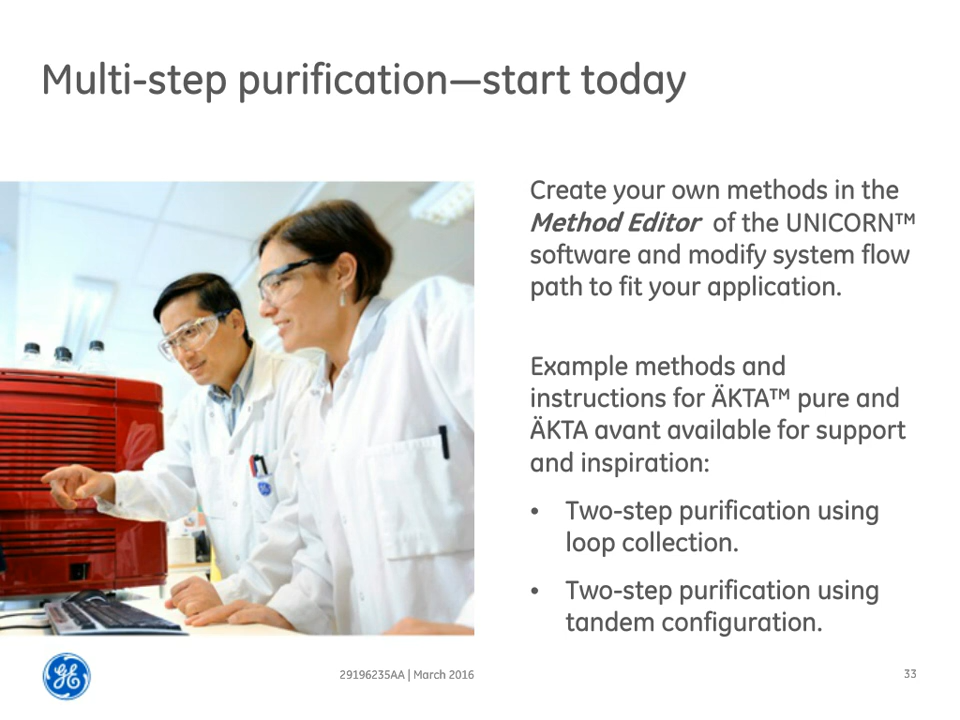 Multi-step purification—start today
Create your own methods in the
Method Editor of the UNICORN™
software and modify system flow
path to fit your application.
Example methods and
instructions for ÄKTA™ pure and
ÄKTA avant available for support
and inspiration:
• Two-step purification using
loop collection.
• Two-step purification using
tandem configuration.
GE
29196235AA | March 2016
33